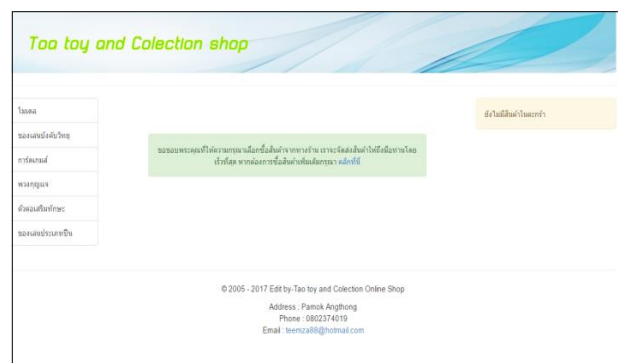 Tao toy and Colection shop
โมเดล
ของเล่นบังคับวิทยุ
การ์ดเกมส์
พวงกุญแจ
ตัวต่อเสริมทักษะ
ของเล่นประเภทปืน
ขอขอบพระคุณที่ให้ความกรุณาเลือกซื้อสินค้าจากทางร้าน เราจะจัดส่งสินค้าให้ถึงมือท่านโดย
เร็วที่สุด หากต้องการซื้อสินค้าเพิ่มเติมกรุณา คลิกที่นี่
ยังไม่มีสินค้าในตะกร้า
© 2005 - 2017 Edit by-Tao toy and Colection Online Shop
Address : Pamok Angthong
Phone : 0802374019
Email : teemza88@hotmail.com